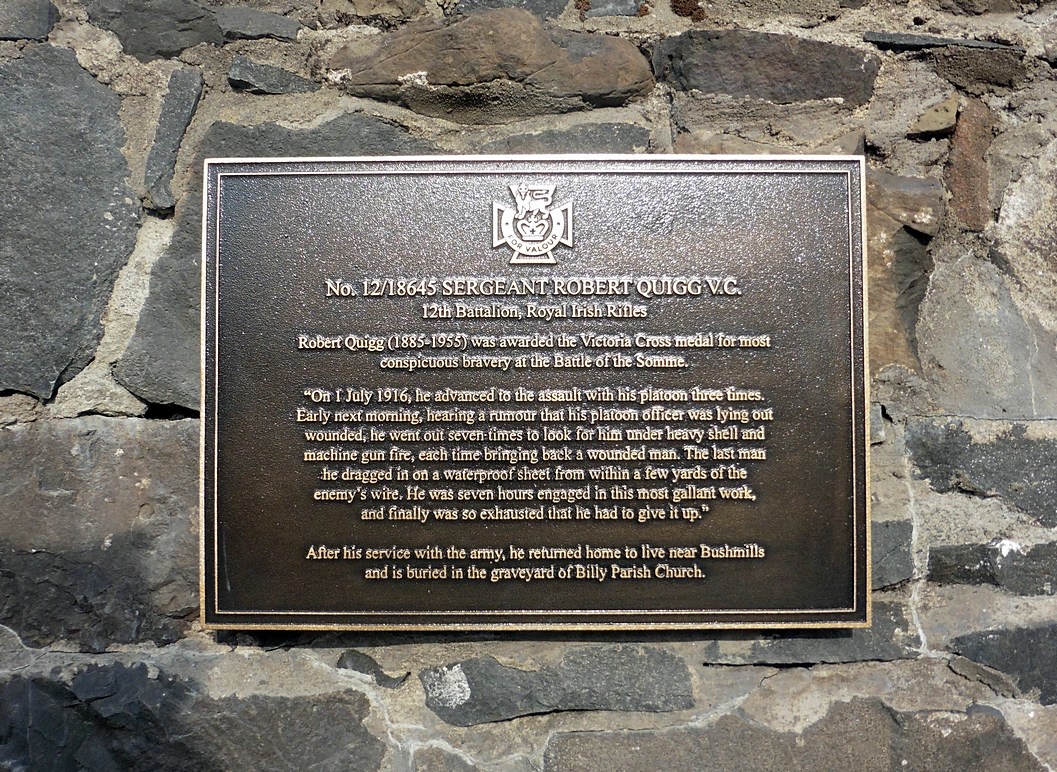 FOR VALOUR
No. 12/18645 SERGEANT ROBERT QUIGG V.C.
12th Battalion, Royal Irish Rifles
Robert Quigg (1885-1955) was awarded the Victoria Cross medal for most
conspicuous bravery at the Battle of the Somme.
“On 1 July 1916, he advanced to the assault with his platoon three times.
Early next morning, hearing a rumour that his platoon officer was lying out
wounded, he went out seven times to look for him under heavy shell and
machine gun fire, each time bringing back a wounded man. The last man
he dragged in on a waterproof sheet from within a few yards of the
enemy’s wire. He was seven hours engaged in this most gallant work,
and finally was so exhausted that he had to give it up.”
After his service with the army, he returned home to live near Bushmills
and is buried in the graveyard of Billy Parish Church.